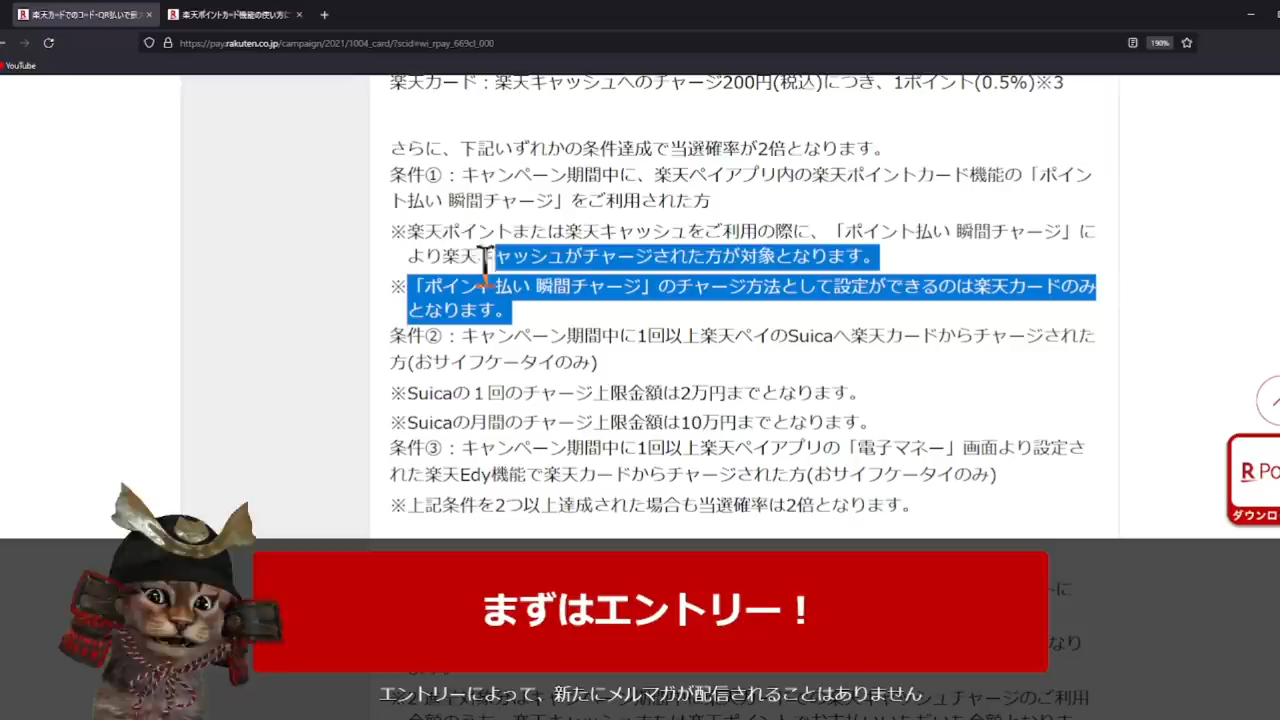 楽天カードでのコード・QR払いで最大
楽天ポイントカード機能の使い方に
https://pay.rakuten.co.jp/campaign/2021/1004_card/?scid=wi_rpay_669cl_000
190%
YouTube
楽天カード：楽天キャッシュへのチャージ200円(税込)につき、1ポイント(0.5%)※3
さらに、下記いずれかの条件達成で当選確率が2倍となります。
条件①：キャンペーン期間中に、楽天ペイアプリ内の楽天ポイントカード機能の「ポイン
ト払い 瞬間チャージ」をご利用された方
※楽天ポイントまたは楽天キャッシュをご利用の際に、「ポイント払い 瞬間チャージ」に
より楽天キャッシュがチャージされた方が対象となります。
※「ポイント払い 瞬間チャージ」のチャージ方法として設定ができるのは楽天カードのみ
となります。
条件②：キャンペーン期間中に1回以上楽天ペイのSuicaへ楽天カードからチャージされた
方(おサイフケータイのみ)
※Suicaの１回のチャージ上限金額は2万円までとなります。
※Suicaの月間のチャージ上限金額は10万円までとなります。
条件③：キャンペーン期間中に1回以上楽天ペイアプリの「電子マネー」画面より設定さ
れた楽天Edy機能で楽天カードからチャージされた方(おサイフケータイのみ)
※上記条件を2つ以上達成された場合も当選確率は2倍となります。
R Po
ダウンロー
まずはエントリー！
に
なり
エントリーによって、新たにメルマガが配信されることはありません
チャージのご利用